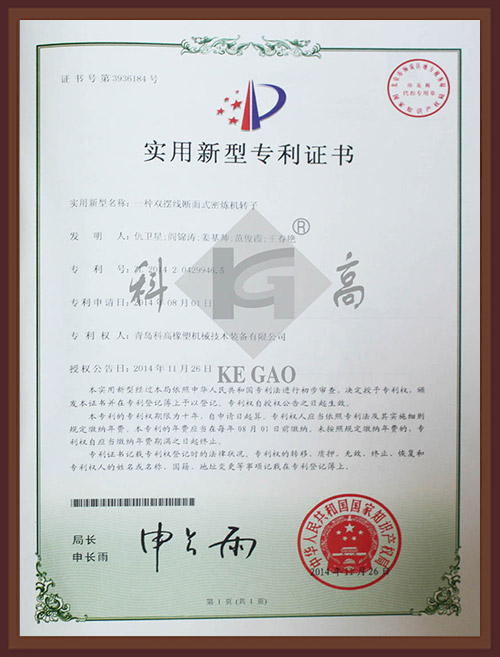 证书号第3936184号
实用新型专利证书
实用新型名称：一种双摆线断面式密炼机转子
发 明 人：仇卫星;阎锦涛;姜基帅;范俊霞;王春艳
专 利 号：ZL 2014 2 0429946.5
®
科 高
专利申请日：2014年08月01日
专 利 权 人：青岛科高橡塑机械技术装备有限公司
授权公告日：2014年11月26日
KE GAO
本实用新型经过本局依照中华人民共和国专利法进行初步审查，决定授予专利权，颁
发本证书并在专利登记簿上予以登记。专利权自授权公告之日起生效。
本专利的专利权期限为十年，自申请日起算。专利权人应当依照专利法及其实施细则
规定缴纳年费。本专利的年费应当在每年08月01日前缴纳。未按照规定缴纳年费的，专利
权自应当缴纳年费期满之日起终止。
专利证书记载专利权登记时的法律状况。专利权的转移、质押、无效、终止、恢复和
专利权人的姓名或名称、国籍、地址变更等事项记载在专利登记簿上。
局长
申长雨
申长雨
中华人民共和国国家知识产权局
2014年11月26日
第 1 页 (共 1 页)